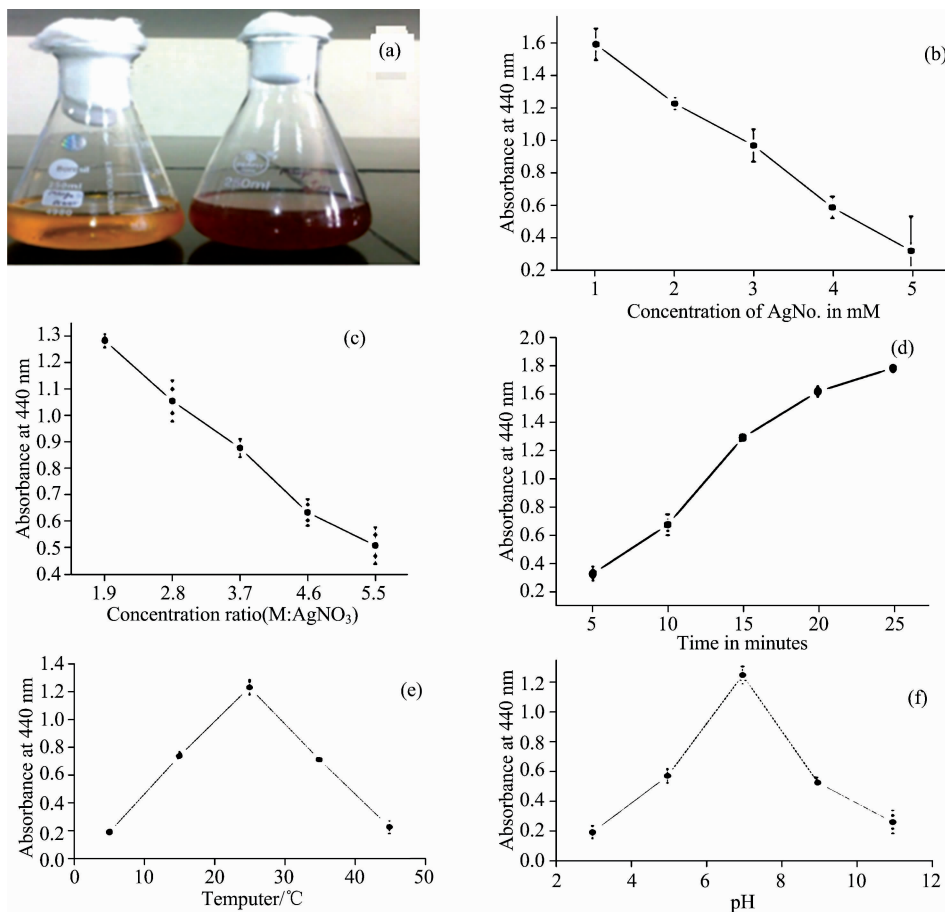 (a)
250ml
(b)
Absorbance at 440 nm
1.6
1.2
0.8
0.6
0.4
0.2
1 2 3 4 5
Concentration of AgNo. in mM
(c)
Absorbance at 440 nm
1.3
1.2
1.1
1.0
0.9
0.8
0.7
0.6
0.5
0.4
1.9 2.8 3.7 4.6 5.5
Concentration ratio(M:AgNO₃)
(d)
Absorbance at 440 nm
2.0
1.8
1.6
1.4
1.2
1.0
0.8
0.6
0.4
0.2
5 10 15 20 25
Time in minutes
(e)
Absorbance at 440 nm
1.4
1.2
1.0
0.8
0.6
0.4
0.2
0 10 20 30 40 50
Temputer/℃
(f)
Absorbance at 440 nm
1.2
1.0
0.8
0.6
0.4
0.2
0.0
2 4 6 8 10 12
pH